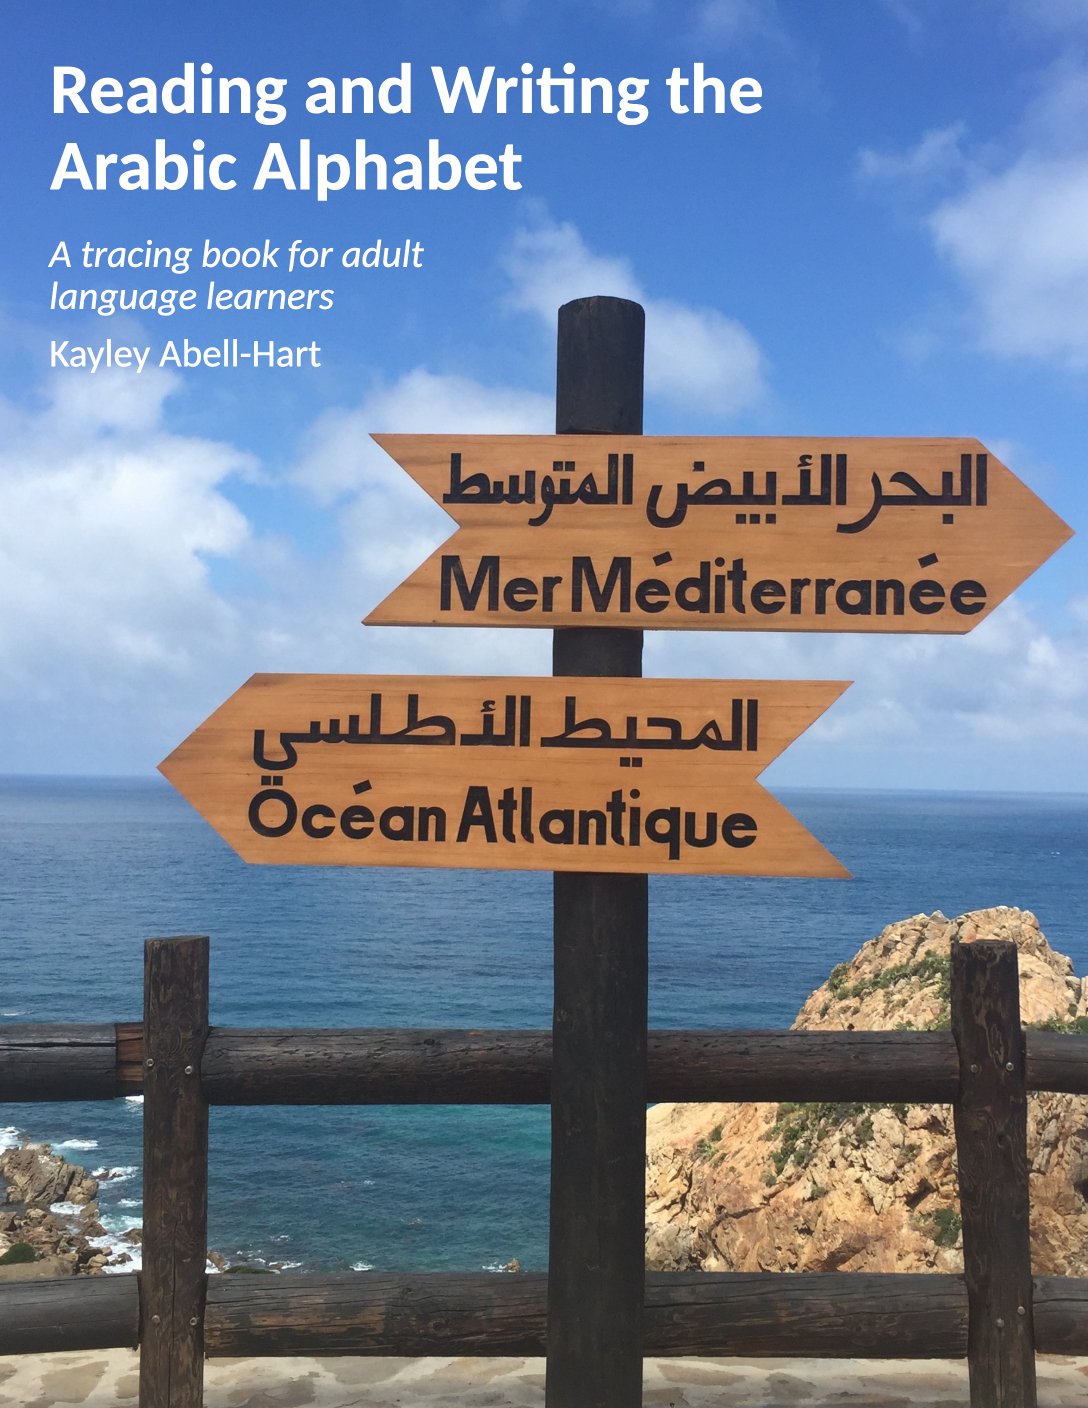 Reading and Writing the
Arabic Alphabet
A tracing book for adult
language learners
Kayley Abell-Hart
البحر الأبيض المتوسط
Mer Méditerranée
المحيط الأطلسي
Océan Atlantique